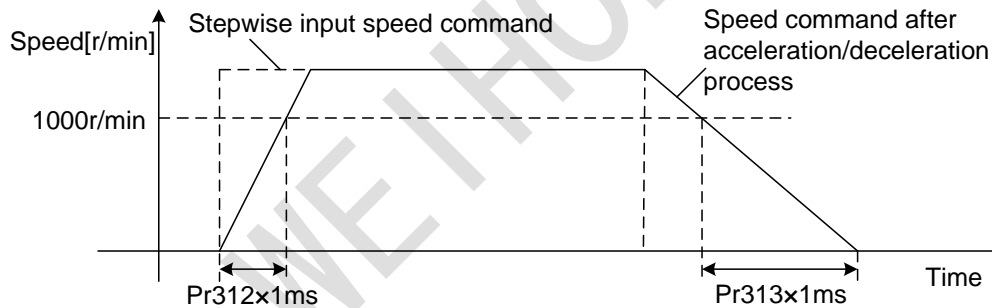 Stepwise input speed command
Speed command after
acceleration/deceleration
process
Speed[r/min]
1000r/min
Pr312×1ms
Pr313×1ms
Time
WEIHO